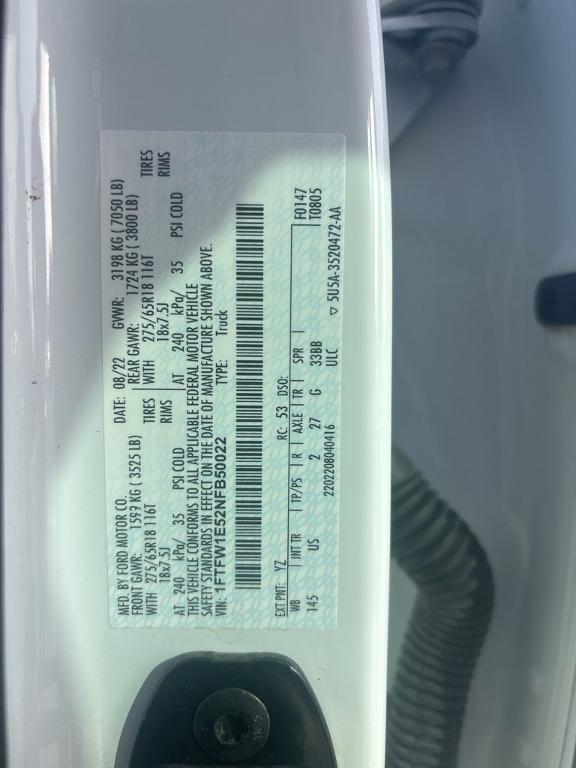 MFD. BY FORD MOTOR CO.
DATE: 08/22 GVWR: 3198 KG ( 7050 LB)
FRONT GAWR: 1599 KG ( 3525 LB) REAR GAWR: 1724 KG ( 3800 LB)
WITH 275/65R18 116T TIRES WITH 275/65R18 116T TIRES
18x7.5J RIMS 18x7.5J RIMS
AT 240 kPa/ 35 PSI COLD AT 240 kPa/ 35 PSI COLD
THIS VEHICLE CONFORMS TO ALL APPLICABLE FEDERAL MOTOR VEHICLE
SAFETY STANDARDS IN EFFECT ON THE DATE OF MANUFACTURE SHOWN ABOVE.
VIN: 1FTFW1E52NFB50022 TYPE: Truck
EXT PNT: YZ RC: 53 DSO: F0147
WB INT TR TP/PS R AXLE TR SPR T0805
145 US 2 27 G 33BB
2202208040416 ULC ▽ 5U5A-3520472-AA